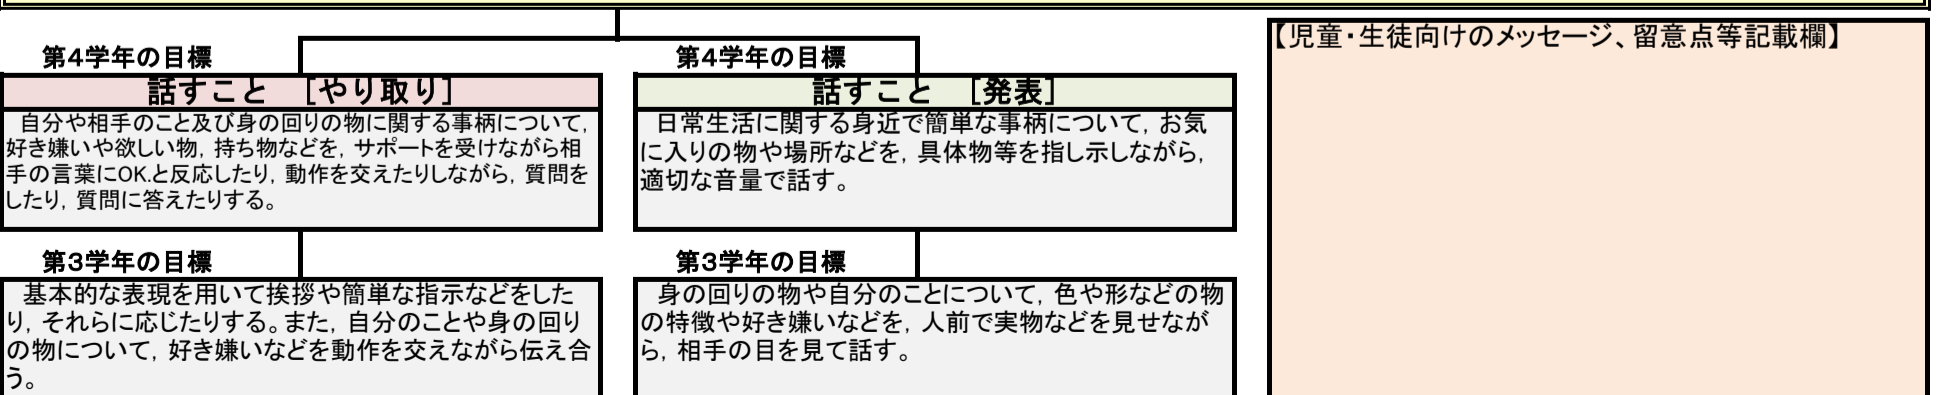 第4学年の目標
話すこと　[やり取り]
自分や相手のこと及び身の回りの物に関する事柄について，
好き嫌いや欲しい物，持ち物などを，サポートを受けながら相
手の言葉にOK.と反応したり，動作を交えたりしながら，質問を
したり，質問に答えたりする。
第3学年の目標
基本的な表現を用いて挨拶や簡単な指示などをした
り，それらに応じたりする。また，自分のことや身の回り
の物について，好き嫌いなどを動作を交えながら伝え合
う。
第4学年の目標
話すこと　[発表]
日常生活に関する身近で簡単な事柄について，お気
に入りの物や場所などを，具体物等を指し示しながら，
適切な音量で話す。
第3学年の目標
身の回りの物や自分のことについて，色や形などの物
の特徴や好き嫌いなどを，人前で実物などを見せなが
ら，相手の目を見て話す。
【児童・生徒向けのメッセージ、留意点等記載欄】